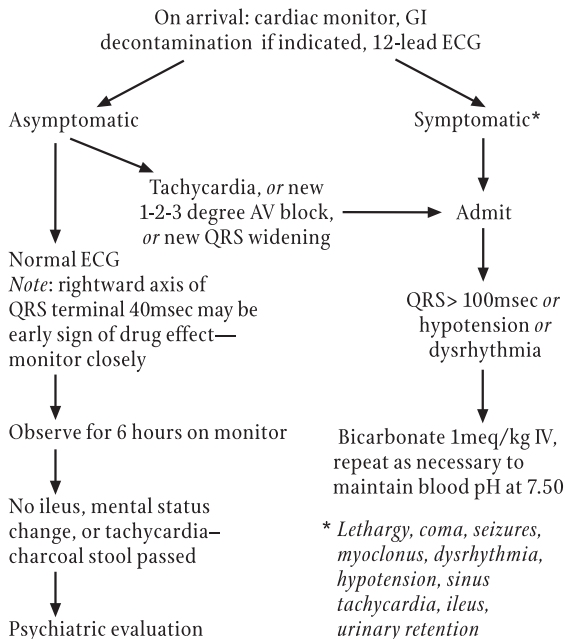 On arrival: cardiac monitor, GI
decontamination if indicated, 12-lead ECG
Asymptomatic
Symptomatic*
Tachycardia, or new
1-2-3 degree AV block,
or new QRS widening
Admit
Normal ECG
Note: rightward axis of
QRS terminal 40msec may be
early sign of drug effect—
monitor closely
QRS> 100msec or
hypotension or
dysrhythmia
Observe for 6 hours on monitor
Bicarbonate 1meq/kg IV,
repeat as necessary to
maintain blood pH at 7.50
No ileus, mental status
change, or tachycardia–
charcoal stool passed
Psychiatric evaluation
* Lethargy, coma, seizures,
myoclonus, dysrhythmia,
hypotension, sinus
tachycardia, ileus,
urinary retention